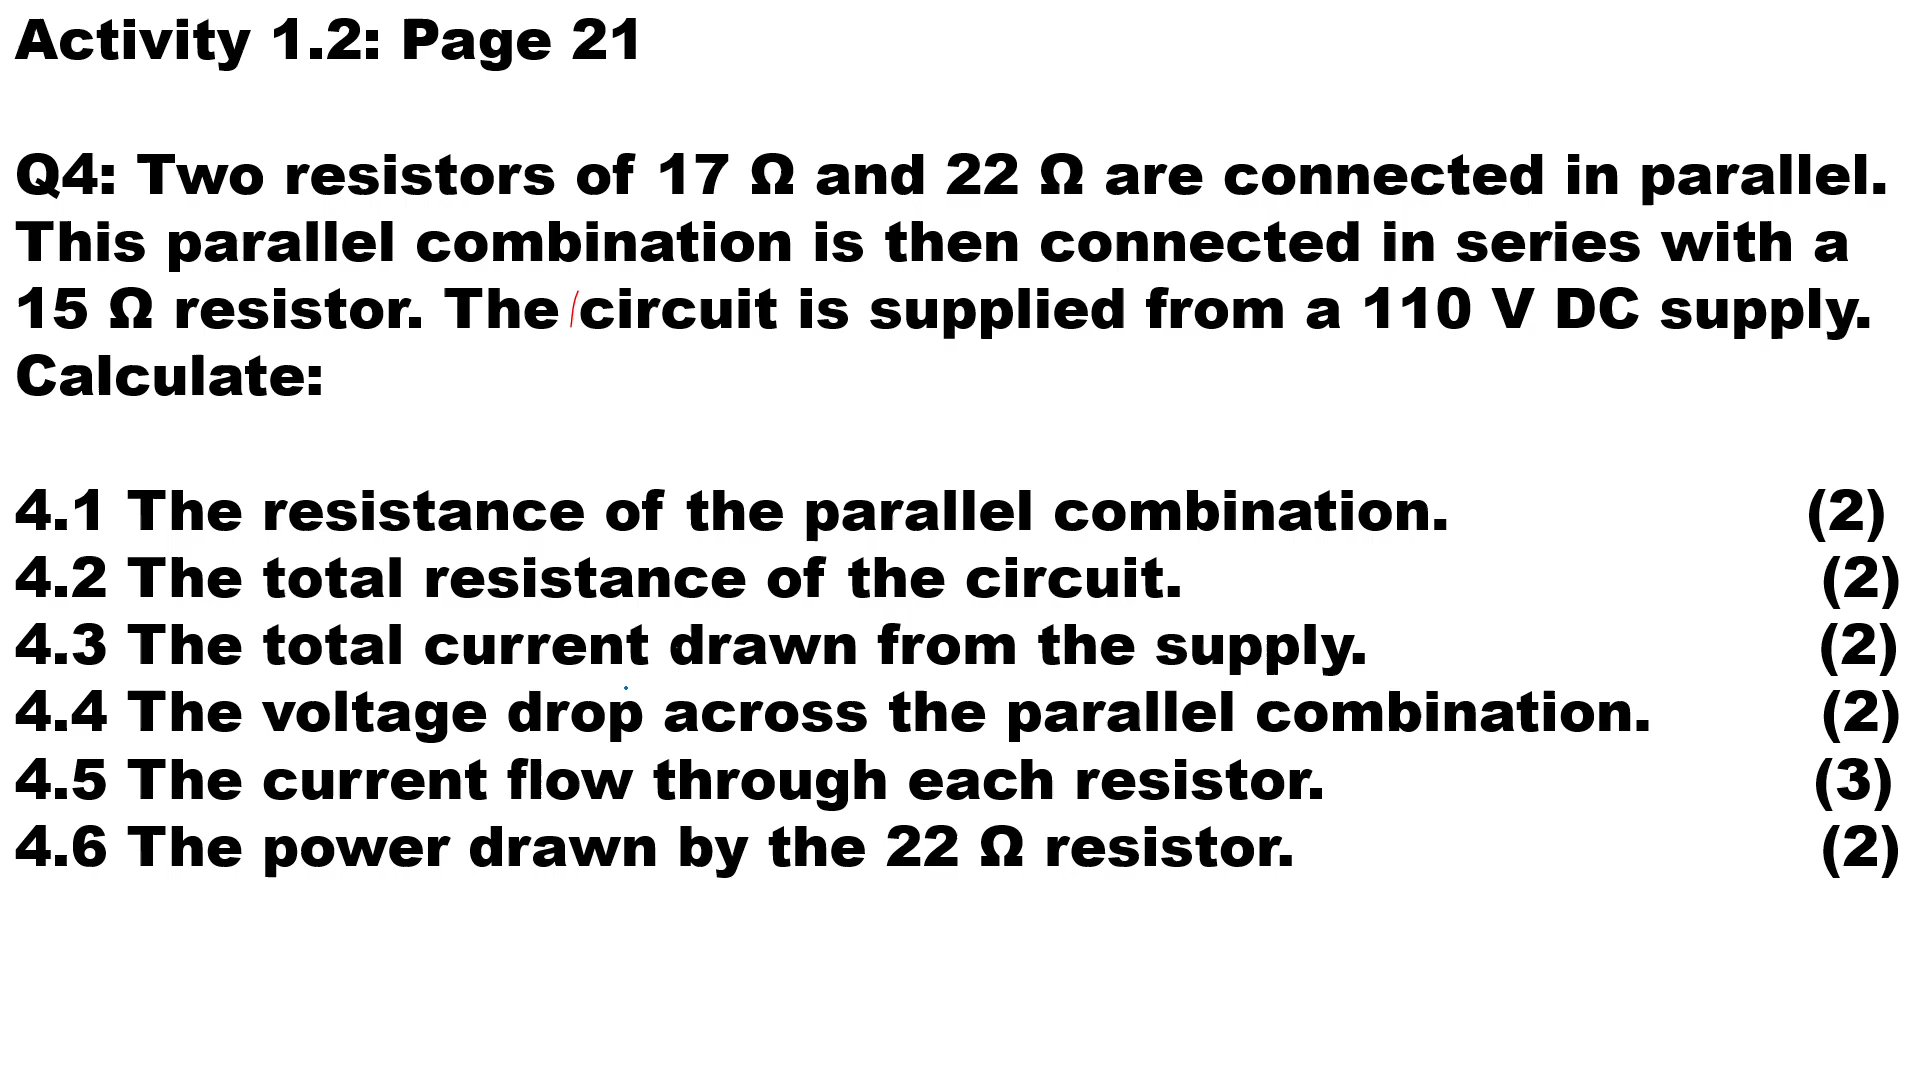 Activity 1.2: Page 21
Q4: Two resistors of 17 Ω and 22 Ω are connected in parallel.
This parallel combination is then connected in series with a
15 Ω resistor. The circuit is supplied from a 110 V DC supply.
Calculate:
4.1 The resistance of the parallel combination. (2)
4.2 The total resistance of the circuit. (2)
4.3 The total current drawn from the supply. (2)
4.4 The voltage drop across the parallel combination. (2)
4.5 The current flow through each resistor. (3)
4.6 The power drawn by the 22 Ω resistor. (2)